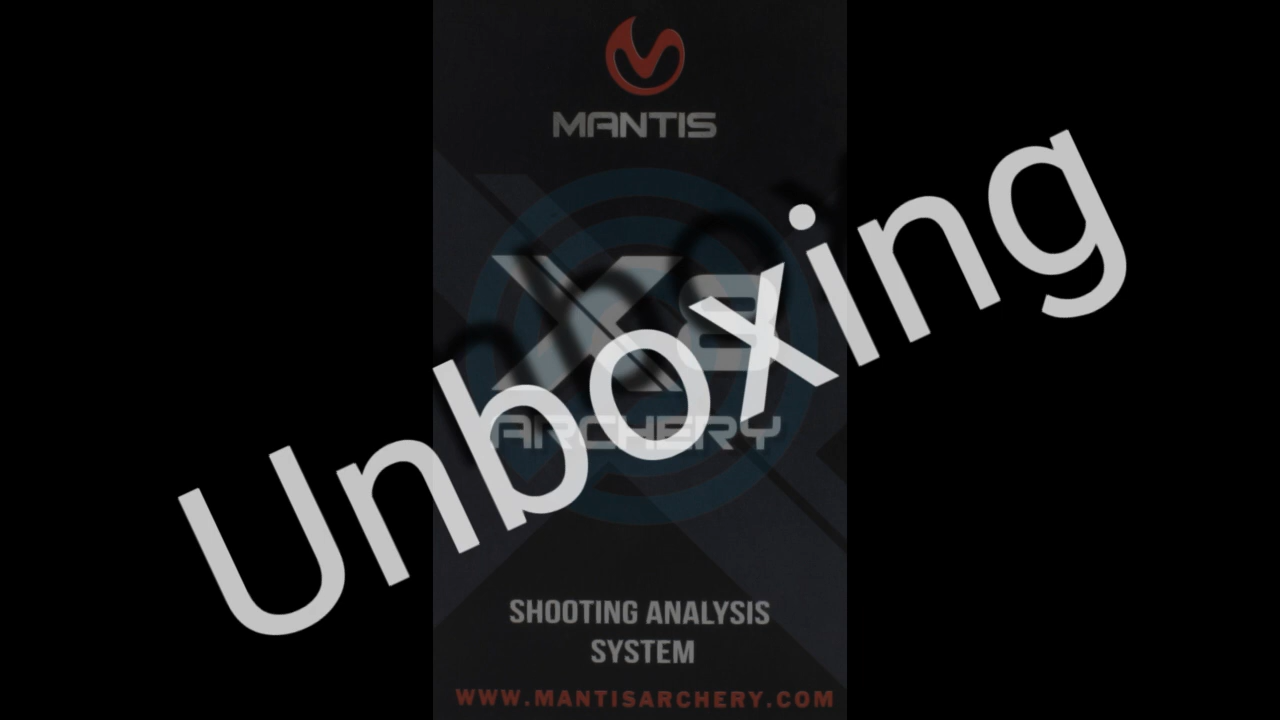 MANTIS
X8
ARCHERY
Unboxing
SHOOTING ANALYSIS
SYSTEM
WWW.MANTISARCHERY.COM